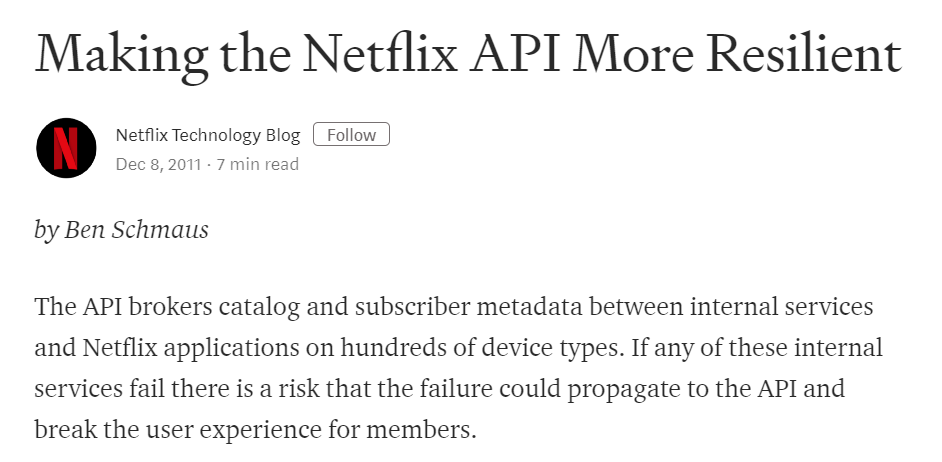 Making the Netflix API More Resilient
N
Netflix Technology Blog Follow
Dec 8, 2011 · 7 min read
by Ben Schmaus
The API brokers catalog and subscriber metadata between internal services
and Netflix applications on hundreds of device types. If any of these internal
services fail there is a risk that the failure could propagate to the API and
break the user experience for members.